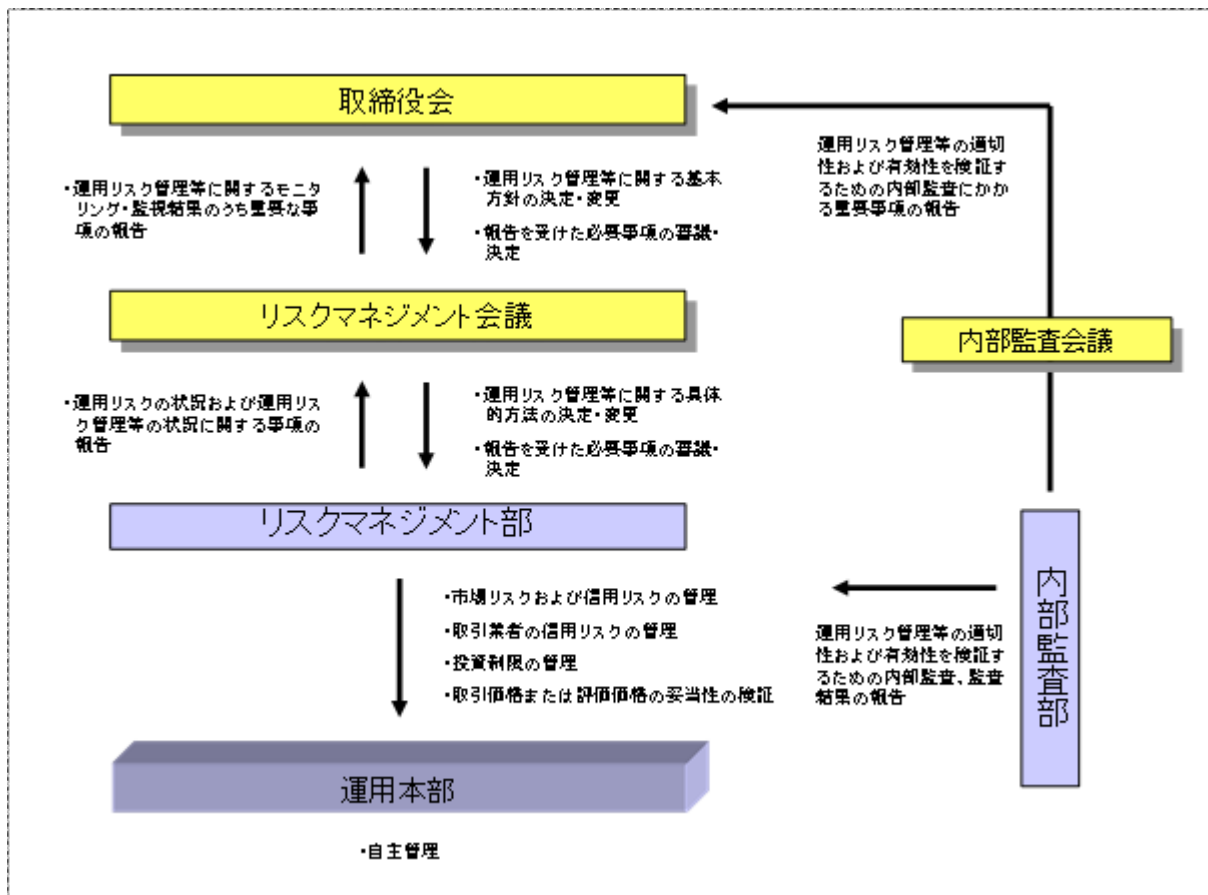 取締役会
・運用リスク管理等に関するモニ
タリング・監視結果のうち重要な事
項の報告
・運用リスク管理等に関する基本
方針の決定・変更
・報告を受けた必要事項の審議・
決定
運用リスク管理等の適切
性および有効性を検証す
るための内部監査にかか
る重要事項の報告
リスクマネジメント会議
内部監査会議
・運用リスクの状況および運用リス
ク管理等の状況に関する事項の
報告
・運用リスク管理等に関する具体
的方法の決定・変更
・報告を受けた必要事項の審議・
決定
リスクマネジメント部
内部監査部
・市場リスクおよび信用リスクの管理
・取引業者の信用リスクの管理
・投資制限の管理
・取引価格または評価価格の妥当性の検証
運用リスク管理等の適切
性および有効性を検証す
るための内部監査、監査
結果の報告
運用本部
・自主管理